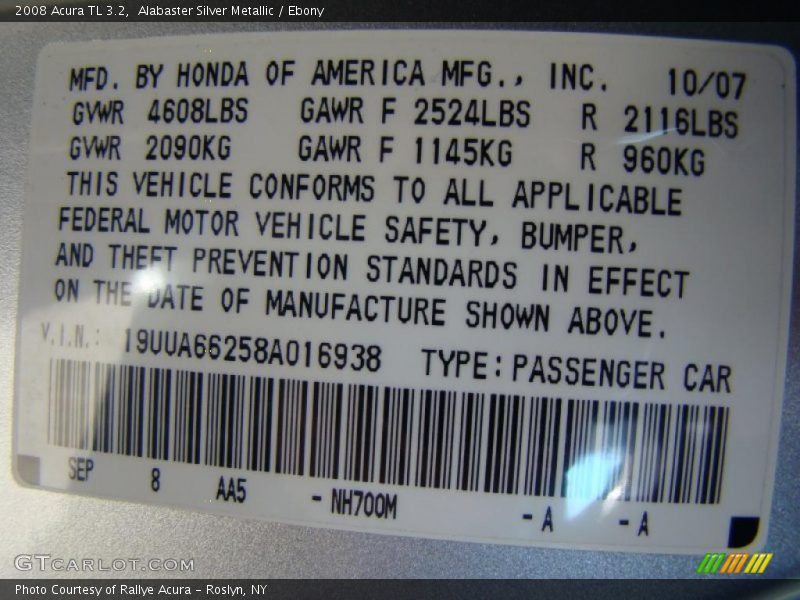 2008 Acura TL 3.2, Alabaster Silver Metallic / Ebony
MFD. BY HONDA OF AMERICA MFG., INC. 10/07
GVWR 4608LBS GAWR F 2524LBS R 2116LBS
GVWR 2090KG GAWR F 1145KG R 960KG
THIS VEHICLE CONFORMS TO ALL APPLICABLE
FEDERAL MOTOR VEHICLE SAFETY, BUMPER,
AND THEFT PREVENTION STANDARDS IN EFFECT
ON THE DATE OF MANUFACTURE SHOWN ABOVE.
V.I.N.: 19UUA66258A016938 TYPE: PASSENGER CAR
SEP 8 AA5 - NH700M - A - A
GTCARLOT.COM
Photo Courtesy of Rallye Acura - Roslyn, NY